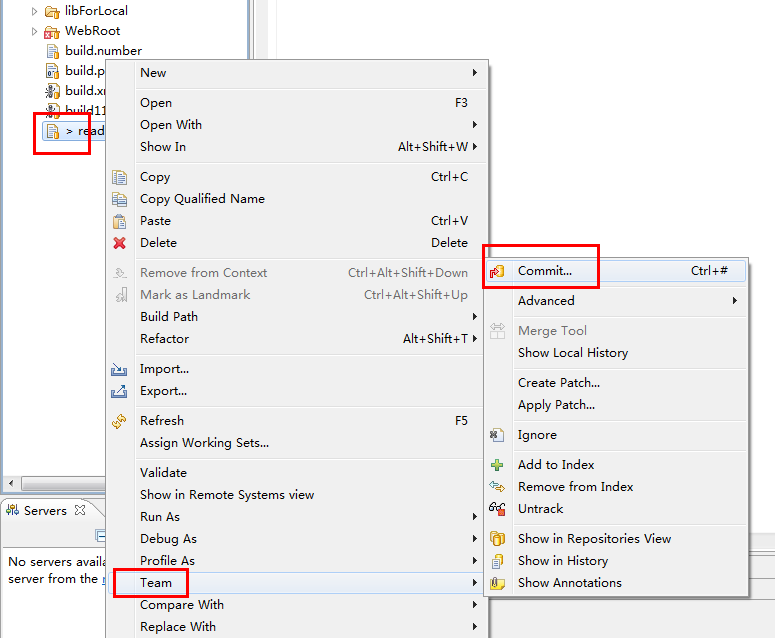 libForLocal
WebRoot
build.number
build.p
build.x
build11
> read
New
Open F3
Open With
Show In Alt+Shift+W
Copy Ctrl+C
Copy Qualified Name
Paste Ctrl+V
Delete Delete
Remove from Context Ctrl+Alt+Shift+Down
Mark as Landmark Ctrl+Alt+Shift+Up
Build Path
Refactor Alt+Shift+T
Import...
Export...
Refresh F5
Assign Working Sets...
Validate
Show in Remote Systems view
Run As
Debug As
Profile As
Team
Compare With
Replace With
Commit... Ctrl+#
Advanced
Merge Tool
Show Local History
Create Patch...
Apply Patch...
Ignore
Add to Index
Remove from Index
Untrack
Show in Repositories View
Show in History
Show Annotations
Servers
No servers availa
server from the